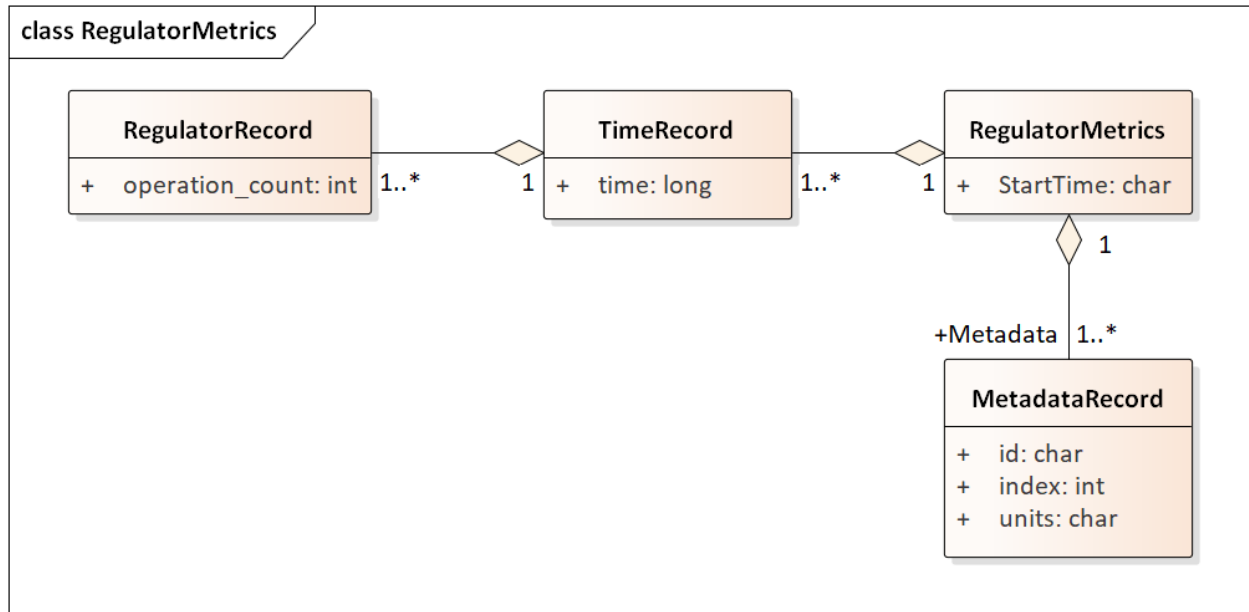 class RegulatorMetrics
RegulatorRecord
+ operation_count: int
1..*
1
TimeRecord
+ time: long
1..*
1
RegulatorMetrics
+ StartTime: char
1
+Metadata 1..*
MetadataRecord
+ id: char
+ index: int
+ units: char